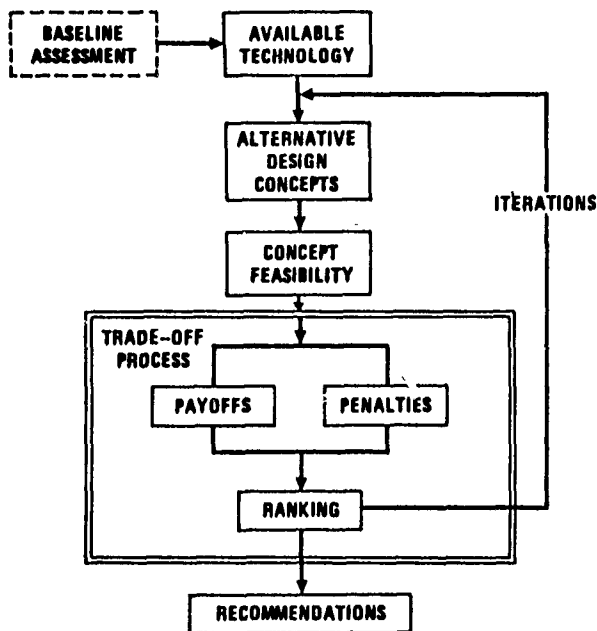 BASELINE
ASSESSMENT
AVAILABLE
TECHNOLOGY
ALTERNATIVE
DESIGN
CONCEPTS
ITERATIONS
CONCEPT
FEASIBILITY
TRADE-OFF
PROCESS
PAYOFFS
PENALTIES
RANKING
RECOMMENDATIONS